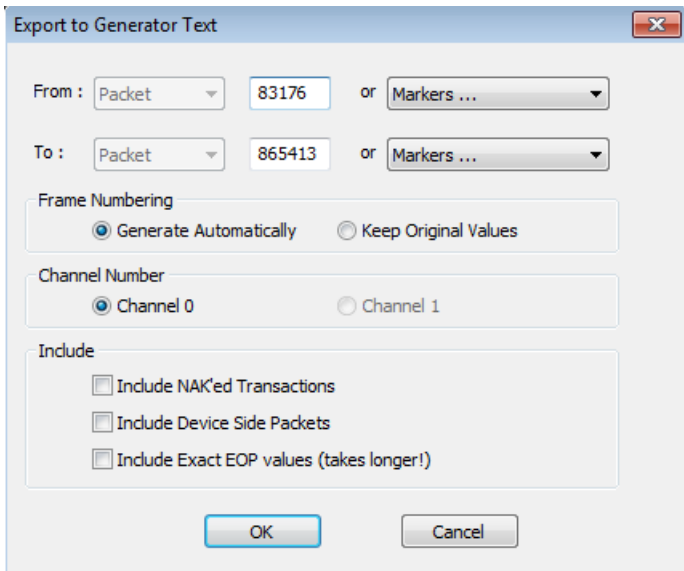 Export to Generator Text
From : Packet 83176 or Markers ...
To : Packet 865413 or Markers ...
Frame Numbering
Generate Automatically Keep Original Values
Channel Number
Channel 0 Channel 1
Include
Include NAK'ed Transactions
Include Device Side Packets
Include Exact EOP values (takes longer!)
OK Cancel